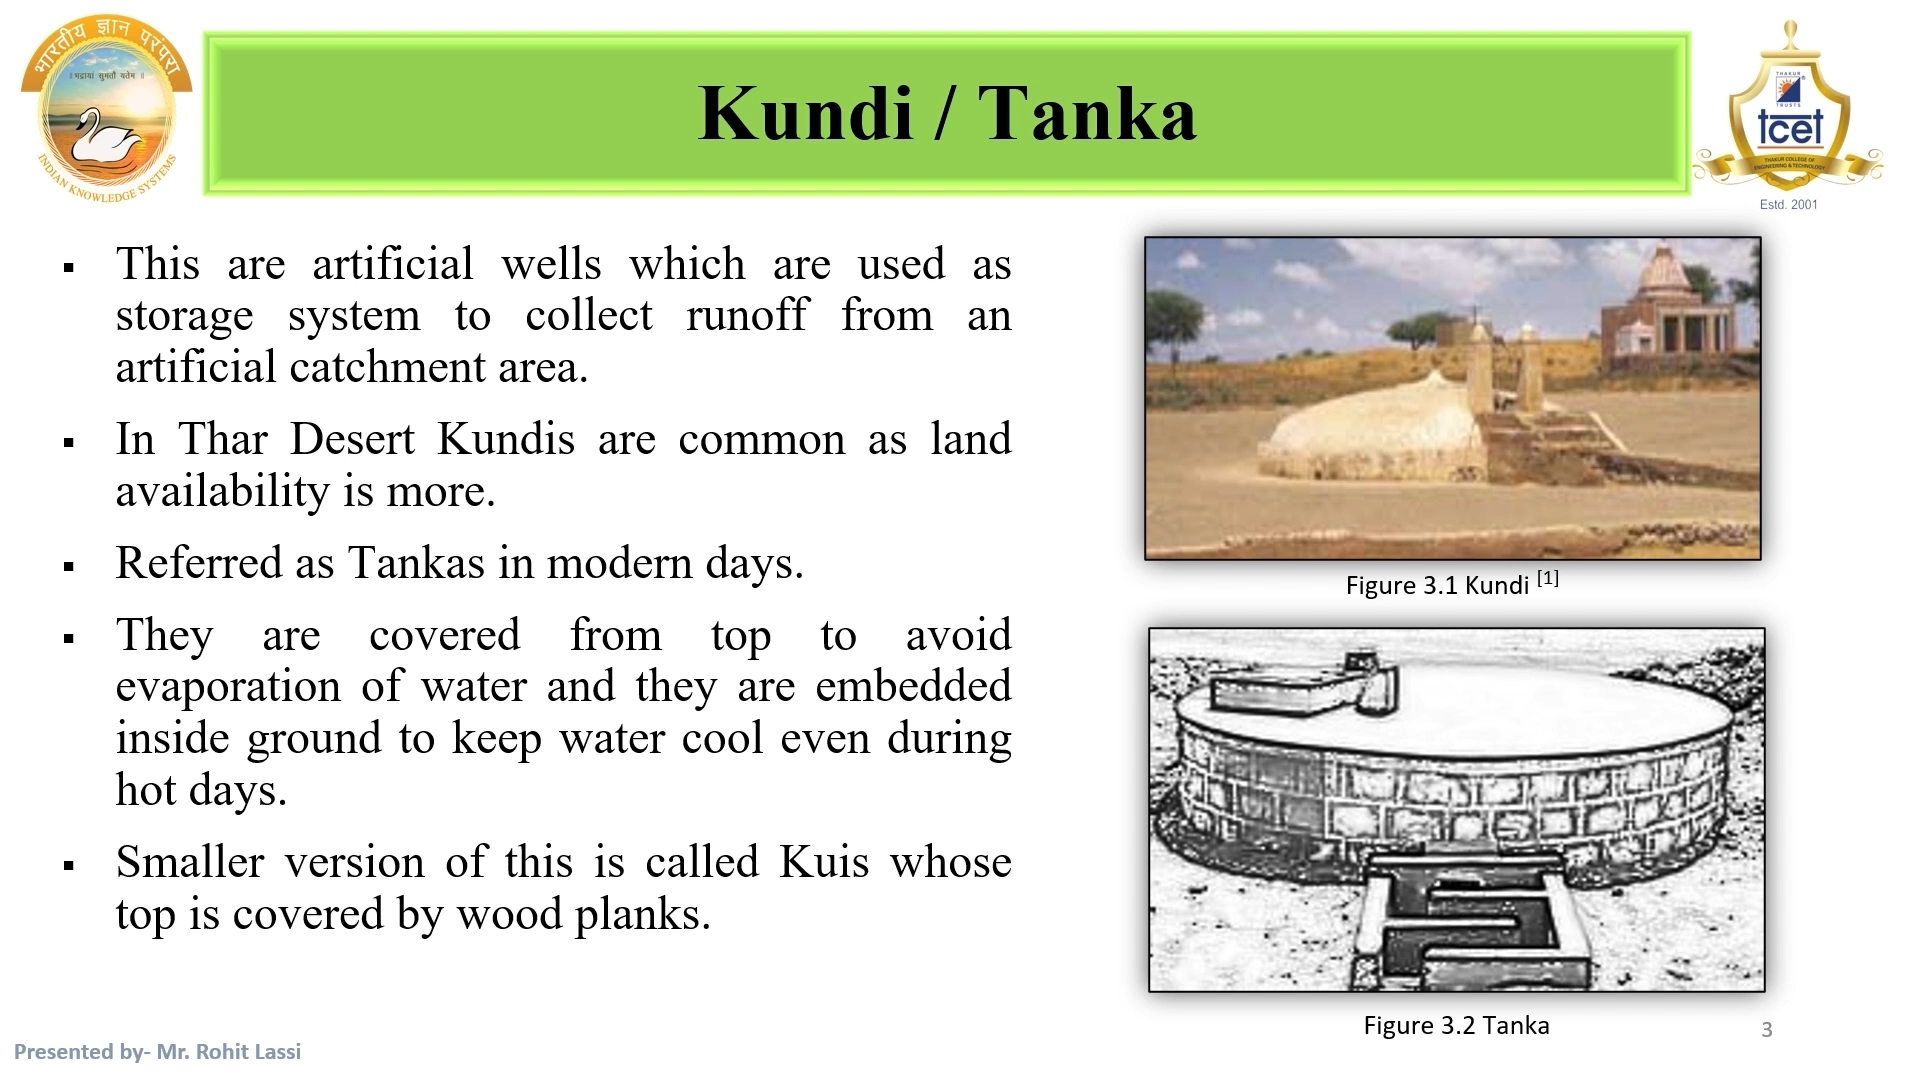 भारतीय ज्ञान परंपरा
॥ भद्रायां सुमतौ यतेम ॥
INDIAN KNOWLEDGE SYSTEMS
Kundi / Tanka
THAKUR
TRUSTS
tcet
THAKUR COLLEGE OF
ENGINEERING & TECHNOLOGY
Estd. 2001
▪ This are artificial wells which are used as
storage system to collect runoff from an
artificial catchment area.
▪ In Thar Desert Kundis are common as land
availability is more.
▪ Referred as Tankas in modern days.
▪ They are covered from top to avoid
evaporation of water and they are embedded
inside ground to keep water cool even during
hot days.
▪ Smaller version of this is called Kuis whose
top is covered by wood planks.
Figure 3.1 Kundi [1]
Figure 3.2 Tanka
3
Presented by- Mr. Rohit Lassi